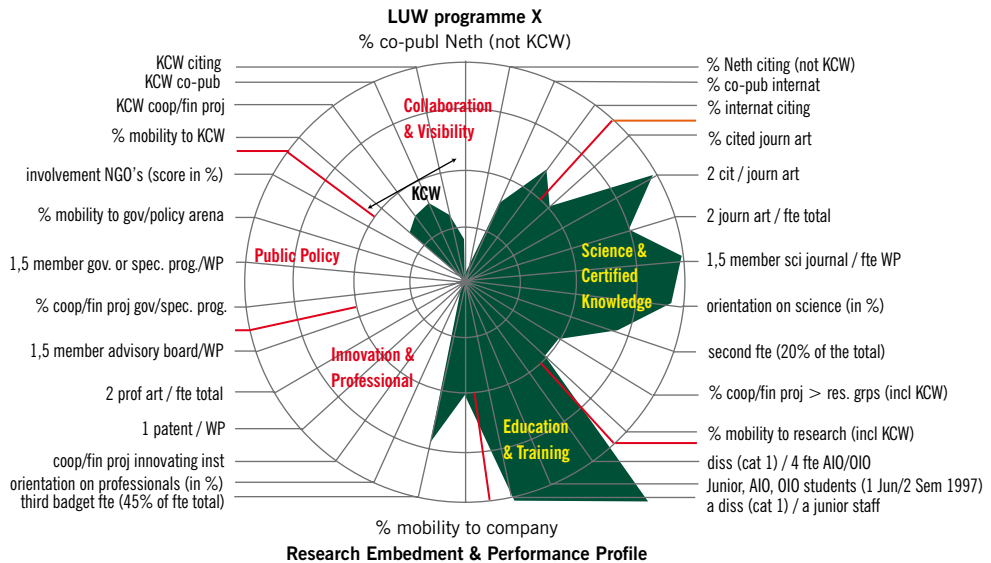 LUW programme X
% co-publ Neth (not KCW)
KCW citing
KCW co-pub
KCW coop/fin proj
% mobility to KCW
involvement NGO's (score in %)
% mobility to gov/policy arena
1,5 member gov. or spec. prog./WP
% coop/fin proj gov/spec. prog.
1,5 member advisory board/WP
2 prof art / fte total
1 patent / WP
coop/fin proj innovating inst
orientation on professionals (in %)
third badget fte (45% of fte total)
Collaboration
& Visibility
KCW
Public Policy
Innovation &
Professional
Science &
Certified
Knowledge
Education
& Training
% Neth citing (not KCW)
% co-pub internat
% internat citing
% cited journ art
2 cit / journ art
2 journ art / fte total
1,5 member sci journal / fte WP
orientation on science (in %)
second fte (20% of the total)
% coop/fin proj > res. grps (incl KCW)
% mobility to research (incl KCW)
diss (cat 1) / 4 fte AIO/OIO
Junior, AIO, OIO students (1 Jun/2 Sem 1997)
a diss (cat 1) / a junior staff
% mobility to company
Research Embedment & Performance Profile